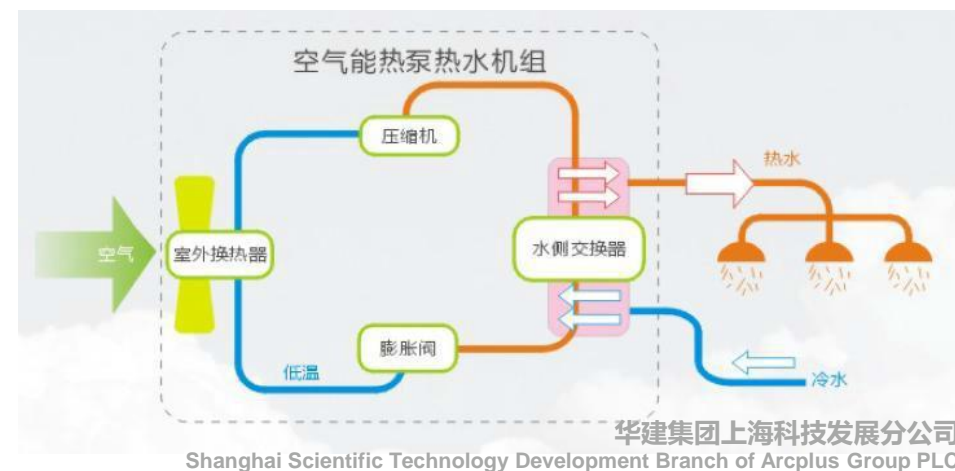 空气能热泵热水机组
压缩机
热水
空气
室外换热器
水侧交换器
膨胀阀
低温
冷水
华建集团上海科技发展分公司
Shanghai Scientific Technology Development Branch of Arcplus Group PLC